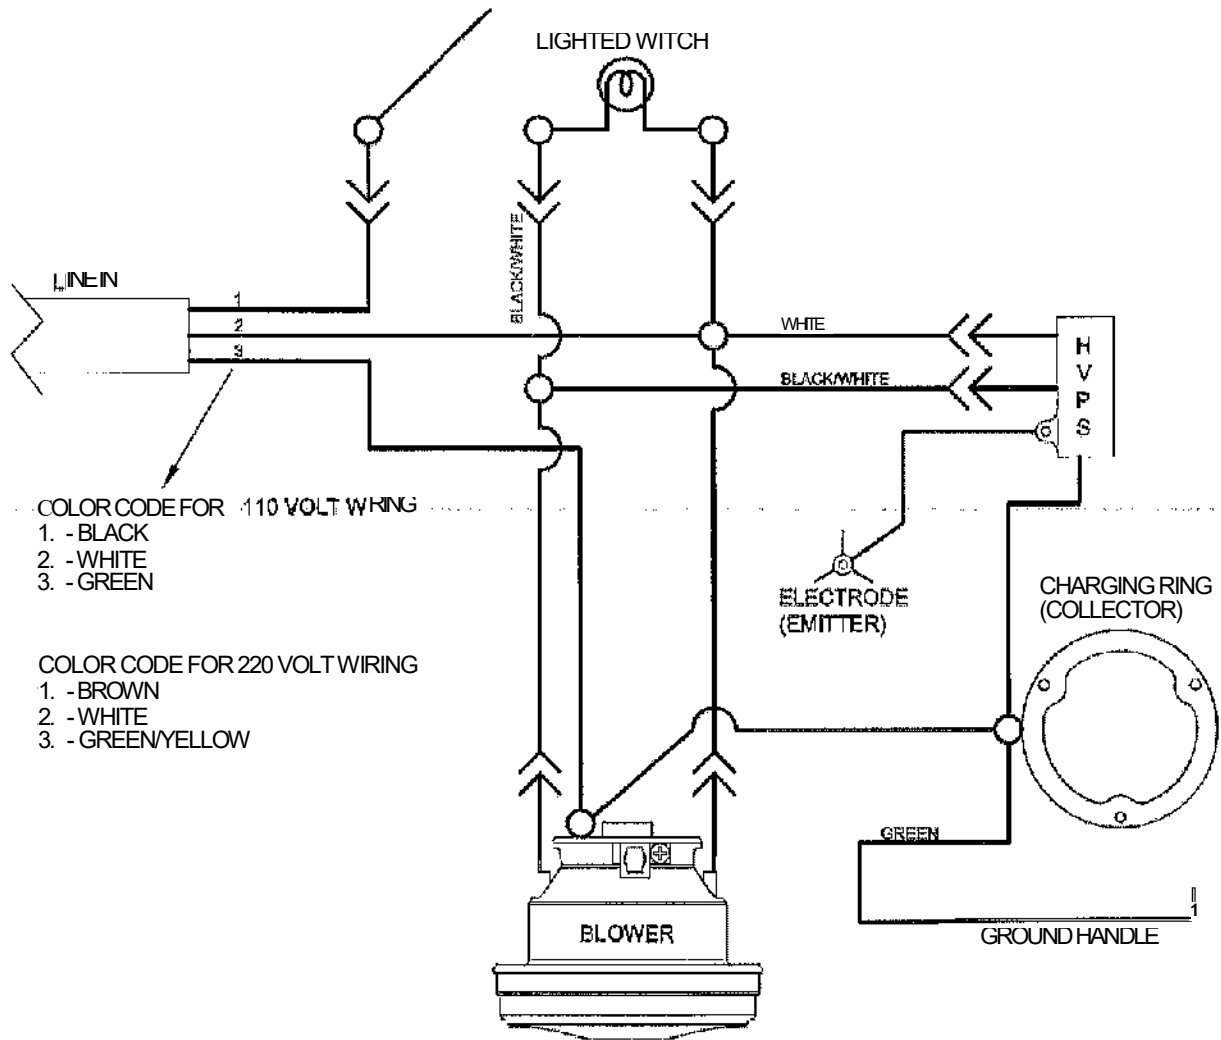 LIGHTED WITCH
BLACK/WHITE
LINE IN
1
2
3
WHITE
BLACK/WHITE
HVPS
COLOR CODE FOR 110 VOLT WRING
1. - BLACK
2. - WHITE
3. - GREEN
ELECTRODE
(EMITTER)
CHARGING RING
(COLLECTOR)
COLOR CODE FOR 220 VOLT WIRING
1. - BROWN
2. - WHITE
3. - GREEN/YELLOW
GREEN
BLOWER
GROUND HANDLE